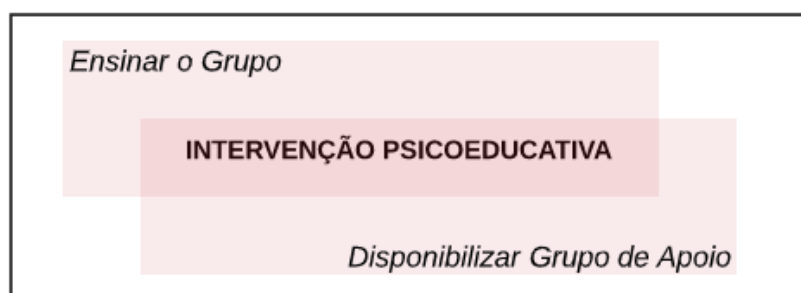 Ensinar o Grupo
INTERVENÇÃO PSICOEDUCATIVA
Disponibilizar Grupo de Apoio